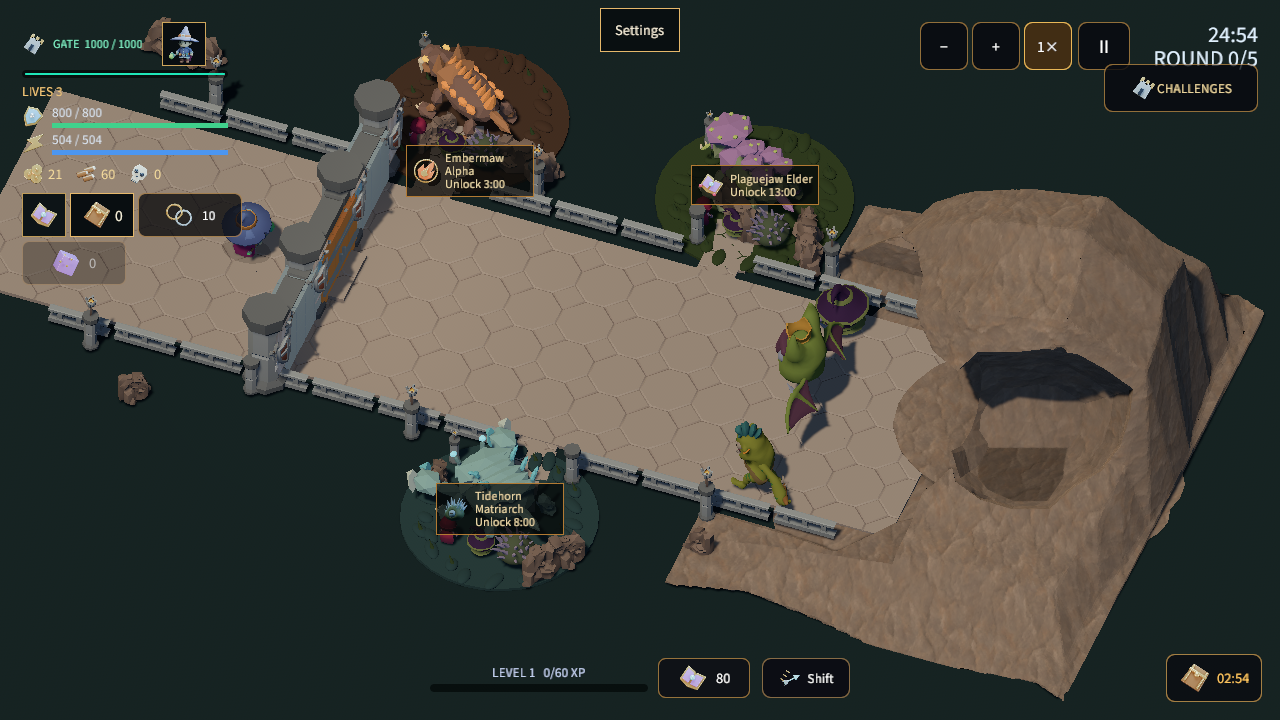 Settings
24:54
ROUND 0/5
GATE 1000 / 1000
- + 1× II
CHALLENGES
LIVES 3
800 / 800
504 / 504
21 60 0
0 10
0
Embermaw
Alpha
Unlock 3:00
Plaguejaw Elder
Unlock 13:00
Tidehorn
Matriarch
Unlock 8:00
LEVEL 1 0/60 XP
80
Shift
02:54